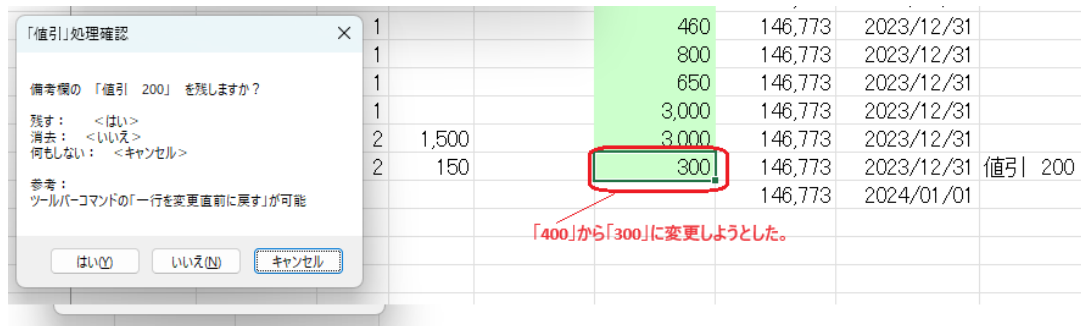 「値引」処理確認
備考欄の 「値引 200」 を残しますか？
残す： ＜はい＞
消去： ＜いいえ＞
何もしない： ＜キャンセル＞
参考：
ツールバーコマンドの「一行を変更直前に戻す」が可能
はい(Y) いいえ(N) キャンセル
1 460 146,773 2023/12/31
1 800 146,773 2023/12/31
1 650 146,773 2023/12/31
1 3,000 146,773 2023/12/31
2 1,500 3,000 146,773 2023/12/31
2 150 300 146,773 2023/12/31 値引 200
146,773 2024/01/01
「400」から「300」に変更しようとした。